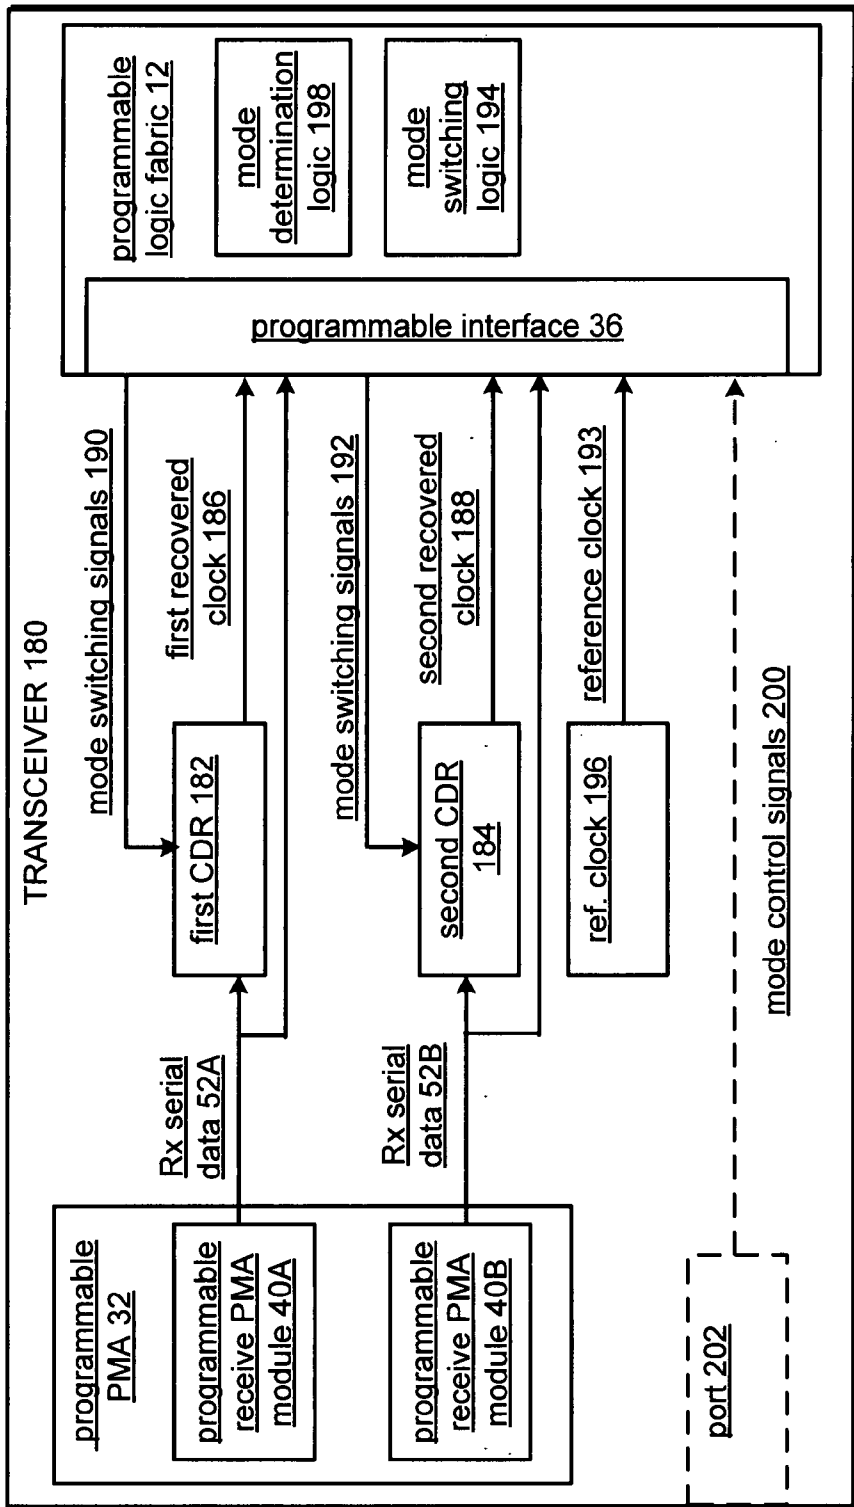 TRANSCEIVER 180
programmable
PMA 32
programmable
receive PMA
module 40A
programmable
receive PMA
module 40B
port 202
Rx serial
data 52A
Rx serial
data 52B
first CDR 182
second CDR
184
ref. clock 196
mode switching signals 190
first recovered
clock 186
mode switching signals 192
second recovered
clock 188
reference clock 193
mode control signals 200
programmable interface 36
programmable
logic fabric 12
mode
determination
logic 198
mode
switching
logic 194